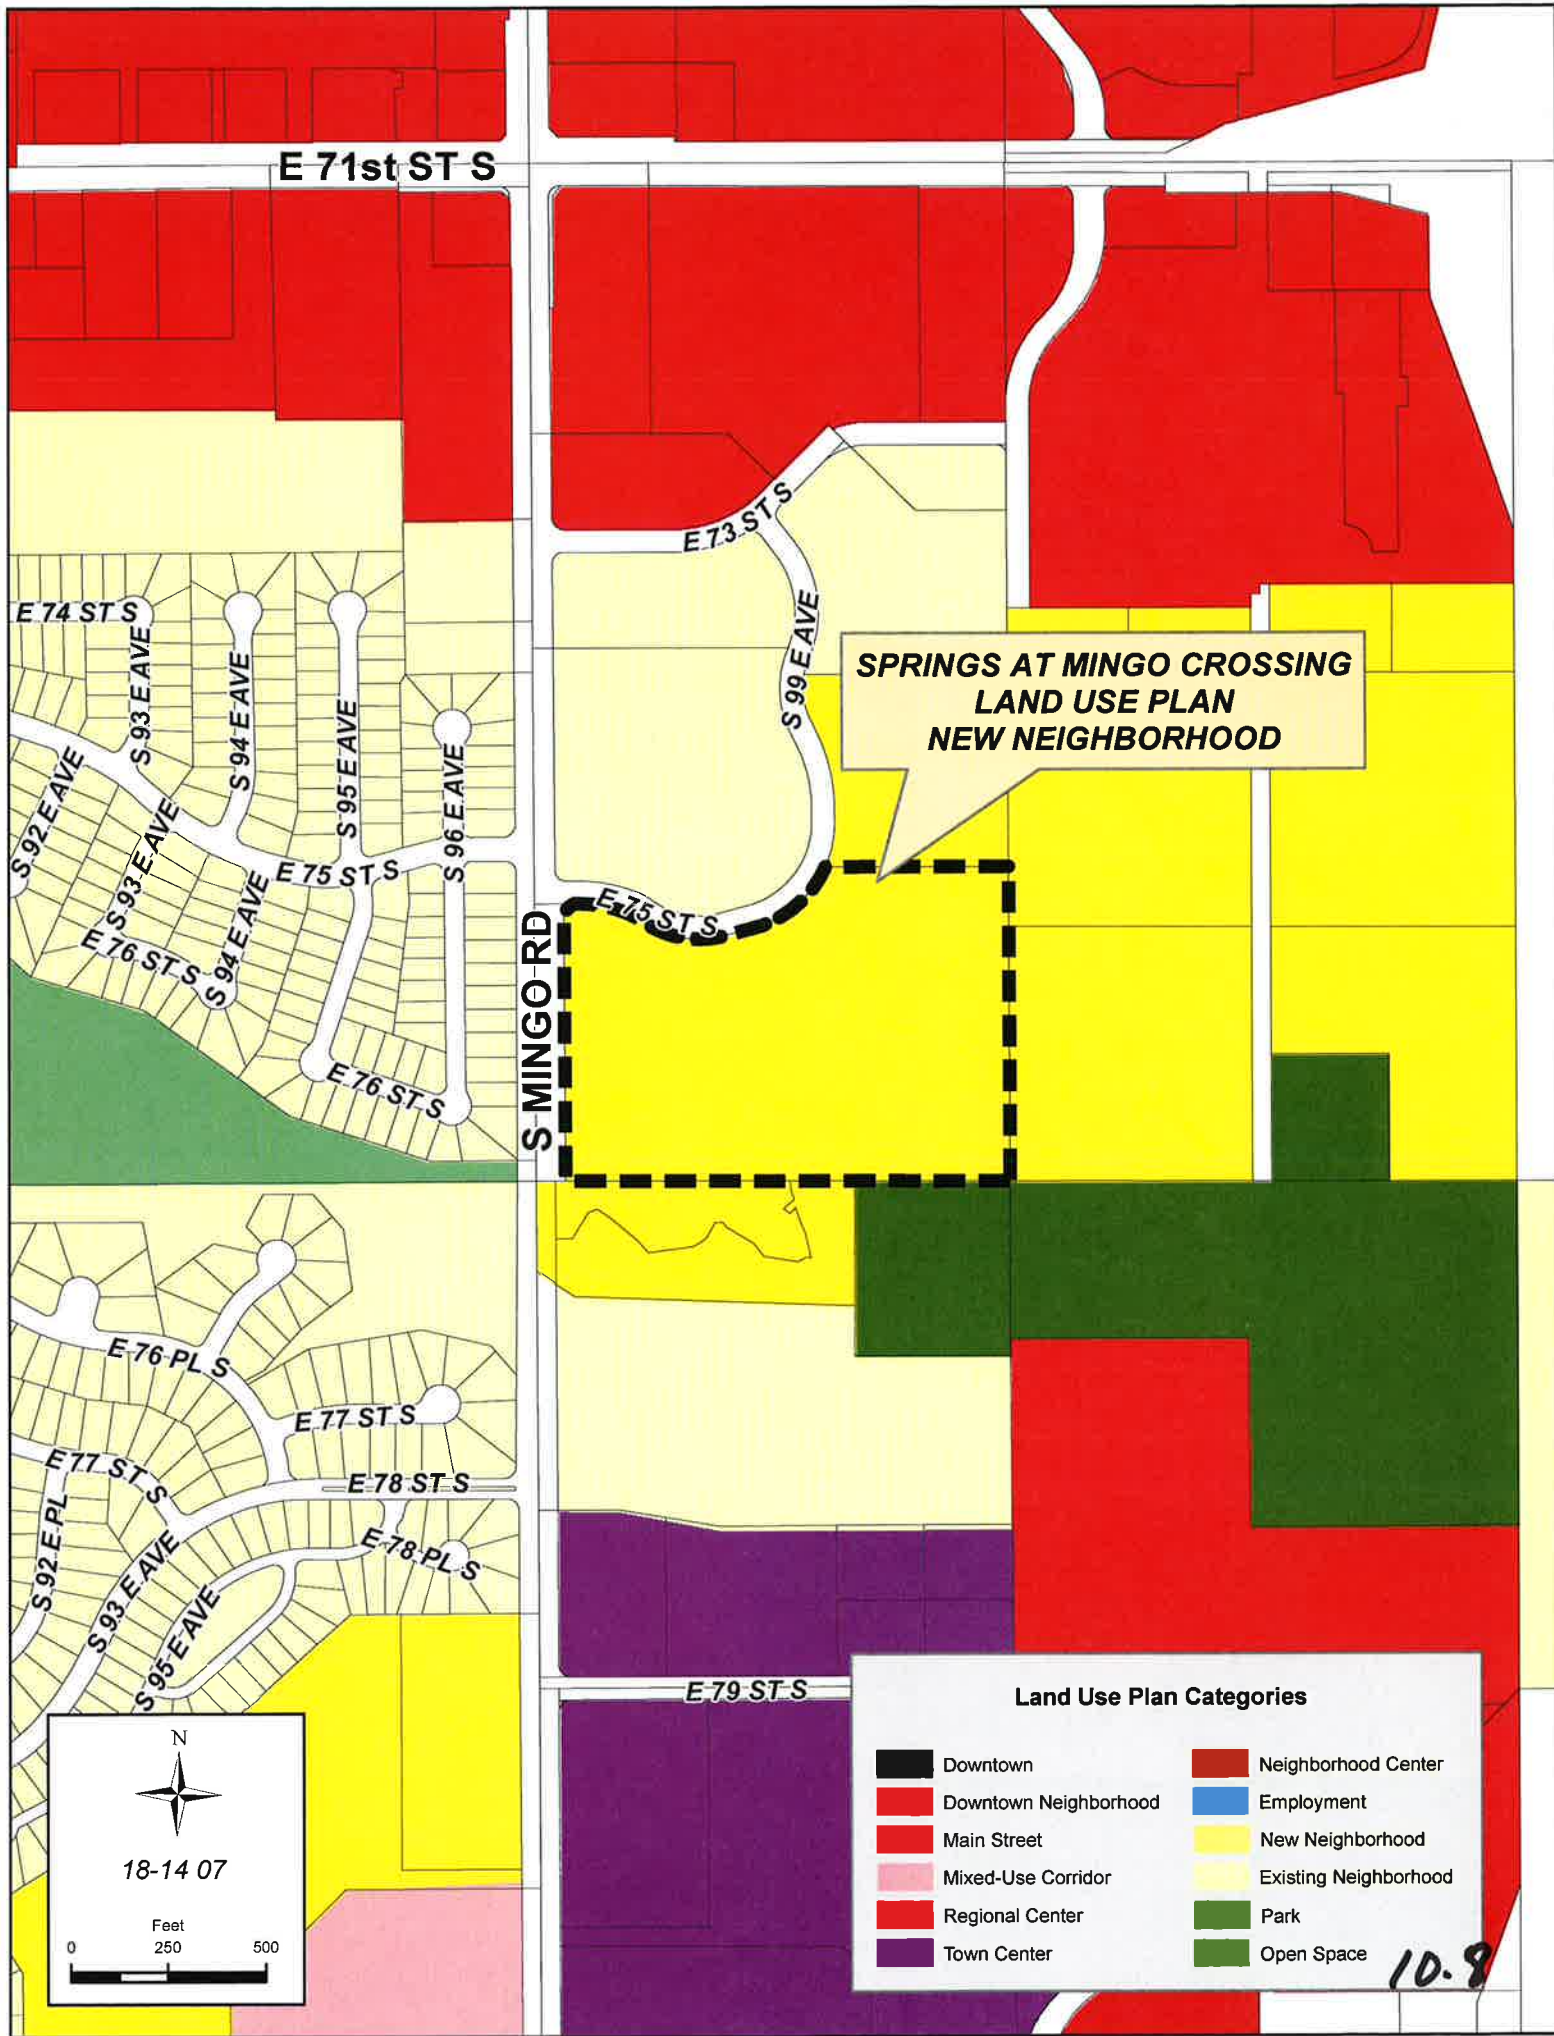 E 71st ST S
E 73 ST S
E 74 ST S
S 93 E AVE
S 94 E AVE
S 95 E AVE
S 96 E AVE
S 99 E AVE
SPRINGS AT MINGO CROSSING
LAND USE PLAN
NEW NEIGHBORHOOD
S 92 E AVE
S 93 E AVE
E 75 ST S
S 94 E AVE
E 75 ST S
E 76 ST S
S MINGO RD
E 76 ST S
E 76 PL S
E 77 ST S
E 77 ST S
E 78 ST S
S 92 E PL
S 93 E AVE
E 78 PL S
S 95 E AVE
E 79 ST S
N
18-14 07
Feet
0 250 500
Land Use Plan Categories
Downtown
Downtown Neighborhood
Main Street
Mixed-Use Corridor
Regional Center
Town Center
Neighborhood Center
Employment
New Neighborhood
Existing Neighborhood
Park
Open Space
10.8